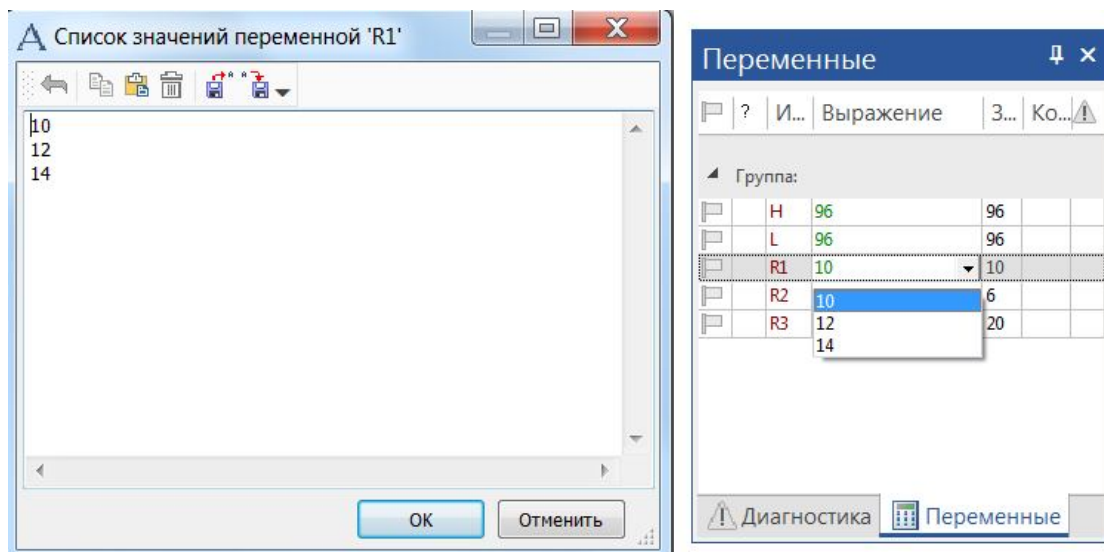 Список значений переменной 'R1'
10
12
14
OK
Отменить
Переменные
? И... Выражение З... Ко...
Группа:
H 96 96
L 96 96
R1 10 10
R2 6
R3 20
10
12
14
Диагностика Переменные